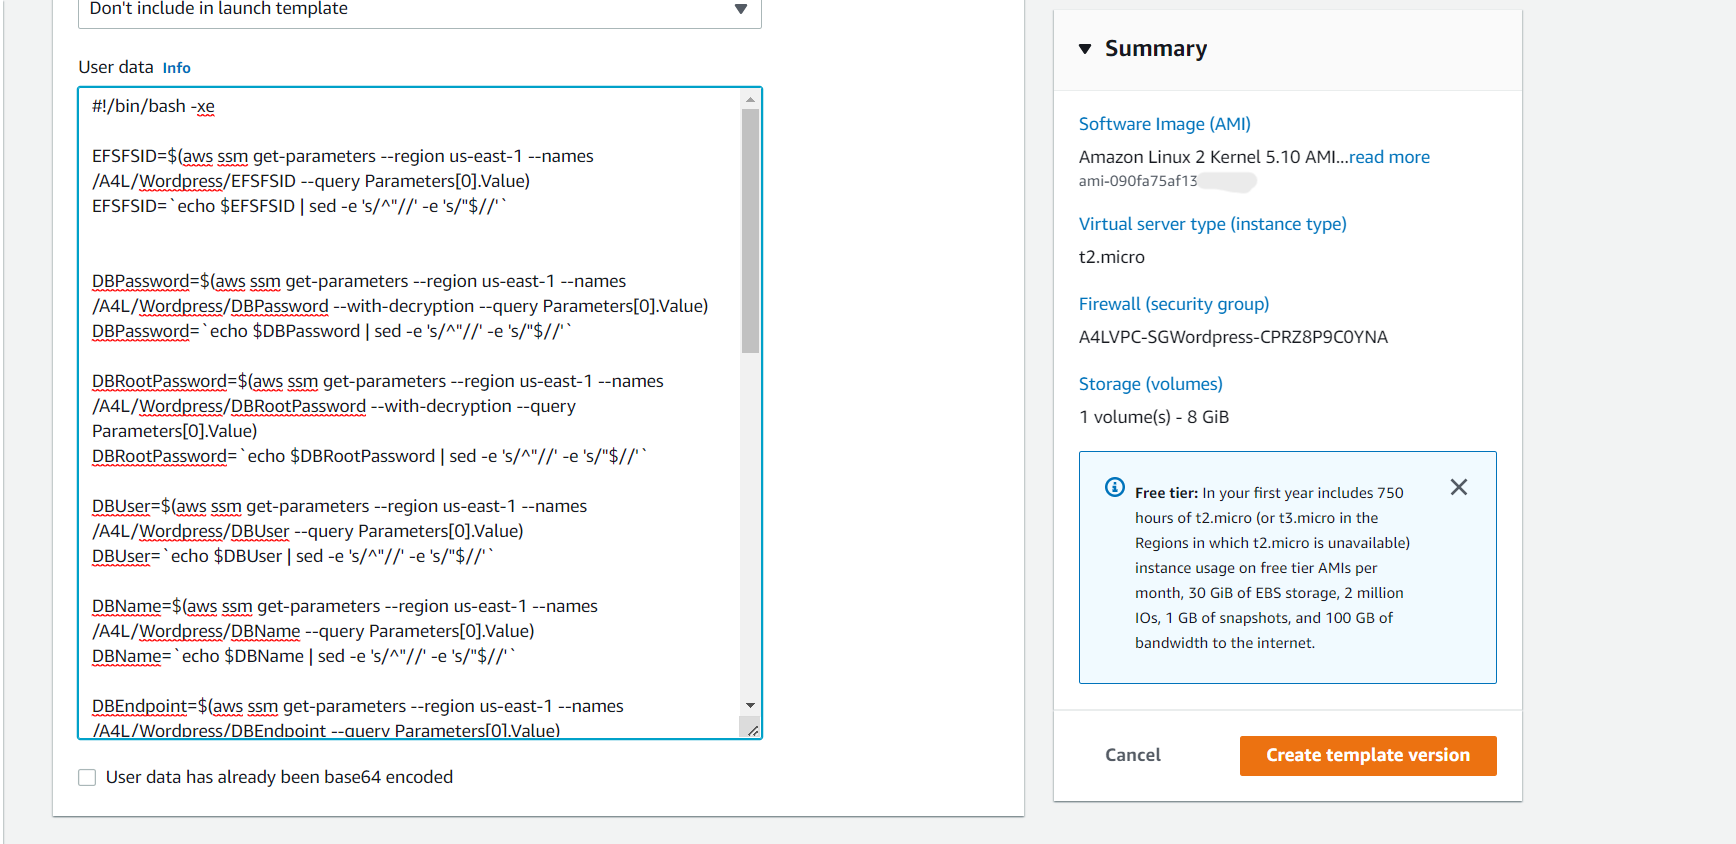 Don't include in launch template
User data Info
#!/bin/bash -xe
EFSFSID=$(aws ssm get-parameters --region us-east-1 --names
/A4L/Wordpress/EFSFSID --query Parameters[0].Value)
EFSFSID=`echo $EFSFSID | sed -e 's/^"//' -e 's/"$//'`
DBPassword=$(aws ssm get-parameters --region us-east-1 --names
/A4L/Wordpress/DBPassword --with-decryption --query Parameters[0].Value)
DBPassword=`echo $DBPassword | sed -e 's/^"//' -e 's/"$//'`
DBRootPassword=$(aws ssm get-parameters --region us-east-1 --names
/A4L/Wordpress/DBRootPassword --with-decryption --query
Parameters[0].Value)
DBRootPassword=`echo $DBRootPassword | sed -e 's/^"//' -e 's/"$//'`
DBUser=$(aws ssm get-parameters --region us-east-1 --names
/A4L/Wordpress/DBUser --query Parameters[0].Value)
DBUser=`echo $DBUser | sed -e 's/^"//' -e 's/"$//'`
DBName=$(aws ssm get-parameters --region us-east-1 --names
/A4L/Wordpress/DBName --query Parameters[0].Value)
DBName=`echo $DBName | sed -e 's/^"//' -e 's/"$//'`
DBEndpoint=$(aws ssm get-parameters --region us-east-1 --names
/A4L/Wordpress/DBEndpoint --query Parameters[0].Value)
User data has already been base64 encoded
Summary
Software Image (AMI)
Amazon Linux 2 Kernel 5.10 AMI...read more
ami-090fa75af13
Virtual server type (instance type)
t2.micro
Firewall (security group)
A4LVPC-SGWordpress-CPRZ8P9C0YNA
Storage (volumes)
1 volume(s) - 8 GiB
Free tier: In your first year includes 750
hours of t2.micro (or t3.micro in the
Regions in which t2.micro is unavailable)
instance usage on free tier AMIs per
month, 30 GiB of EBS storage, 2 million
IOs, 1 GB of snapshots, and 100 GB of
bandwidth to the internet.
Cancel
Create template version